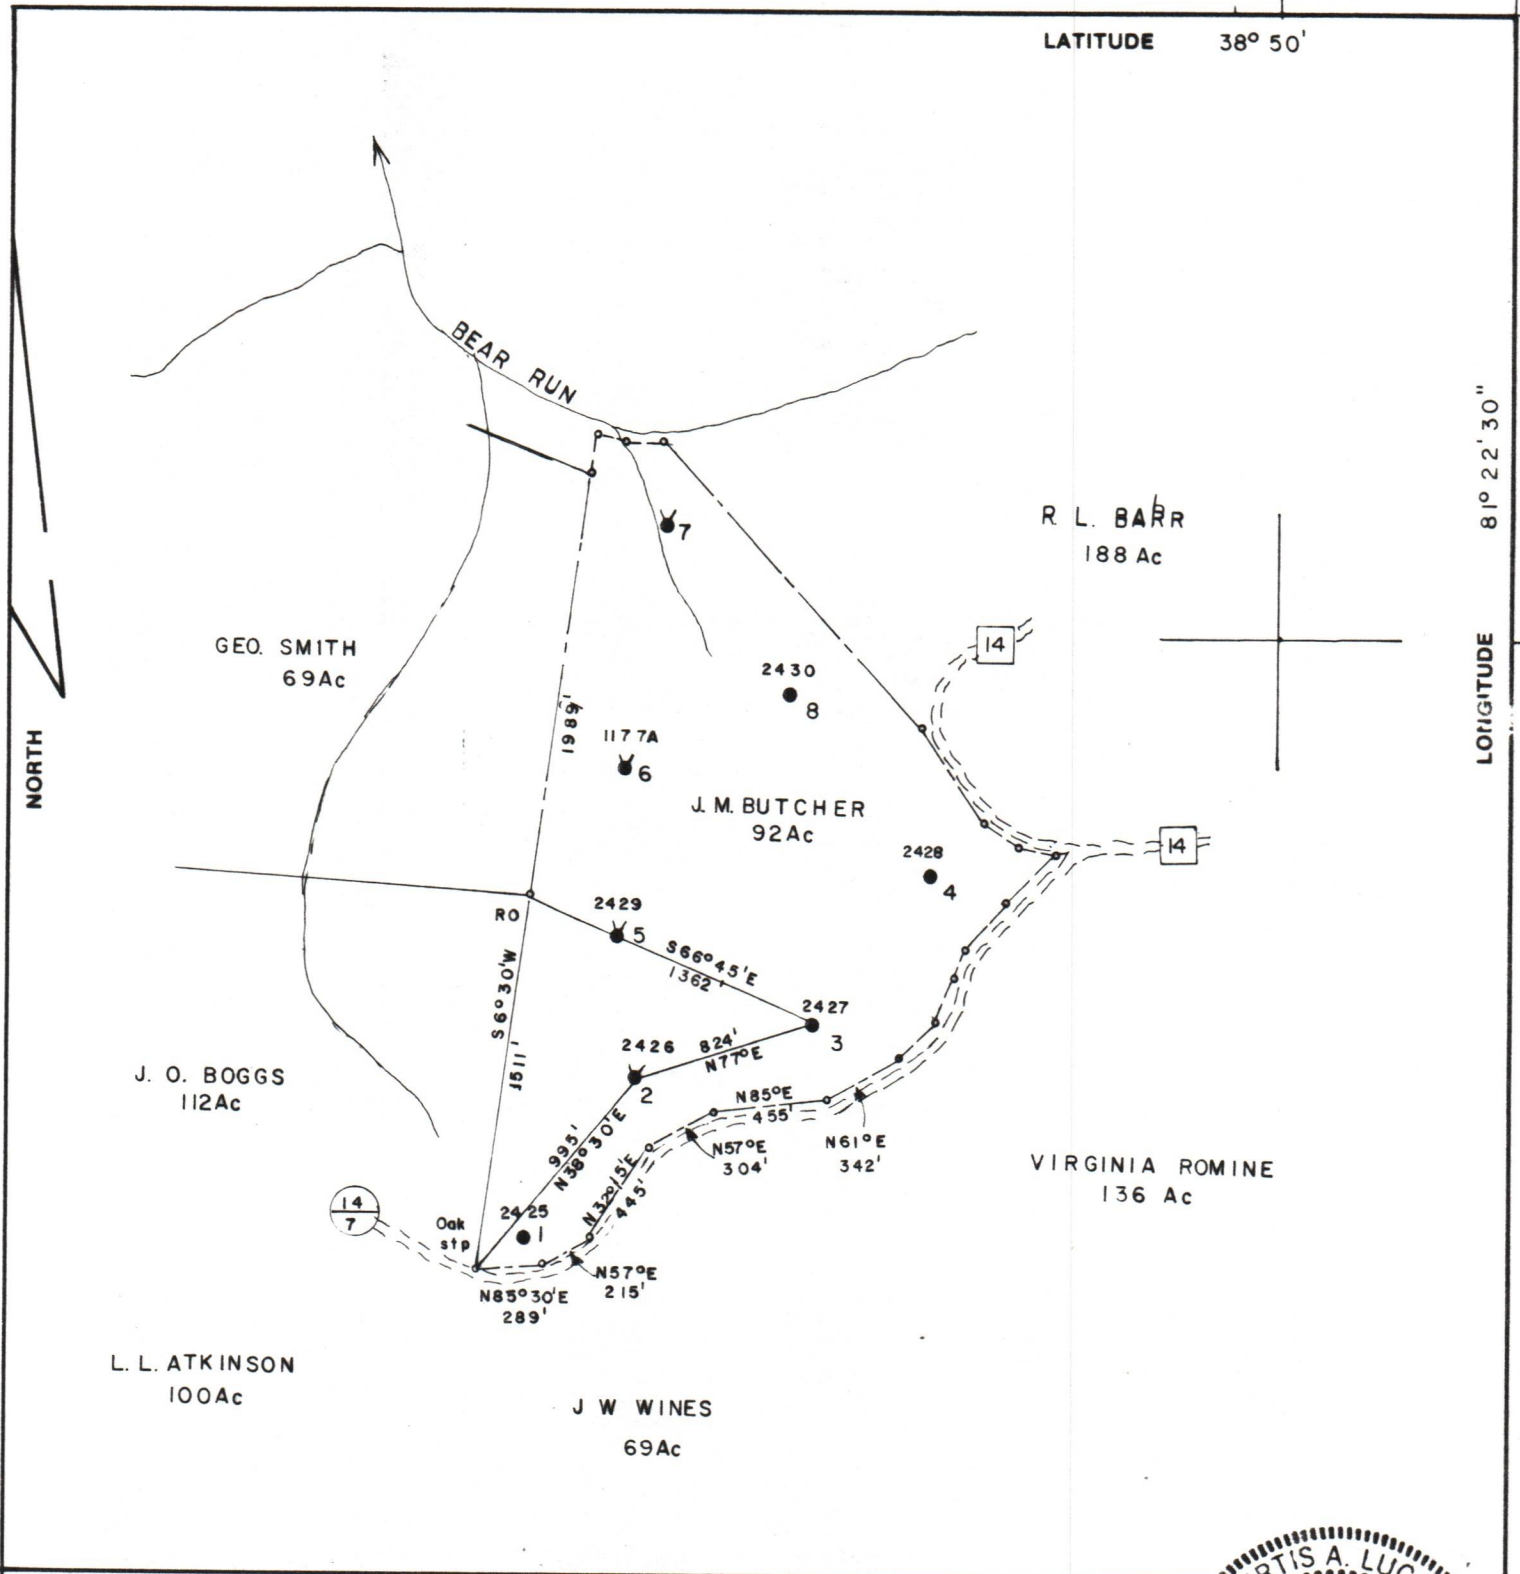 LATITUDE 38° 50'
BEAR RUN
81° 22' 30"
LONGITUDE
NORTH
7
R. L. BARR
188 Ac
14
GEO. SMITH
69Ac
2430
8
1989'
1177A
6
J. M. BUTCHER
92Ac
14
2428
4
RO
2429
5
S66°45'E
1362'
S6°30'W
1511'
2427
3
824'
N77°E
2426
2
J. O. BOGGS
112Ac
N85°E
455'
995'
N38°30'E
N57°E
304'
N61°E
342'
VIRGINIA ROMINE
136 Ac
N32°15'E
445'
14
7
Oak
stp
2425
1
N57°E
215'
N85°30'E
289'
L. L. ATKINSON
100Ac
J W WINES
69Ac
A. LUC